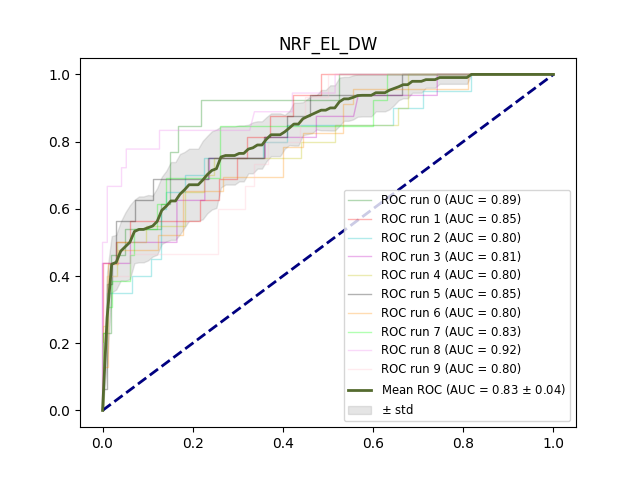 NRF_EL_DW
1.0
0.8
0.6
0.4
0.2
0.0
0.0 0.2 0.4 0.6 0.8 1.0
ROC run 0 (AUC = 0.89)
ROC run 1 (AUC = 0.85)
ROC run 2 (AUC = 0.80)
ROC run 3 (AUC = 0.81)
ROC run 4 (AUC = 0.80)
ROC run 5 (AUC = 0.85)
ROC run 6 (AUC = 0.80)
ROC run 7 (AUC = 0.83)
ROC run 8 (AUC = 0.92)
ROC run 9 (AUC = 0.80)
Mean ROC (AUC = 0.83 ± 0.04)
± std